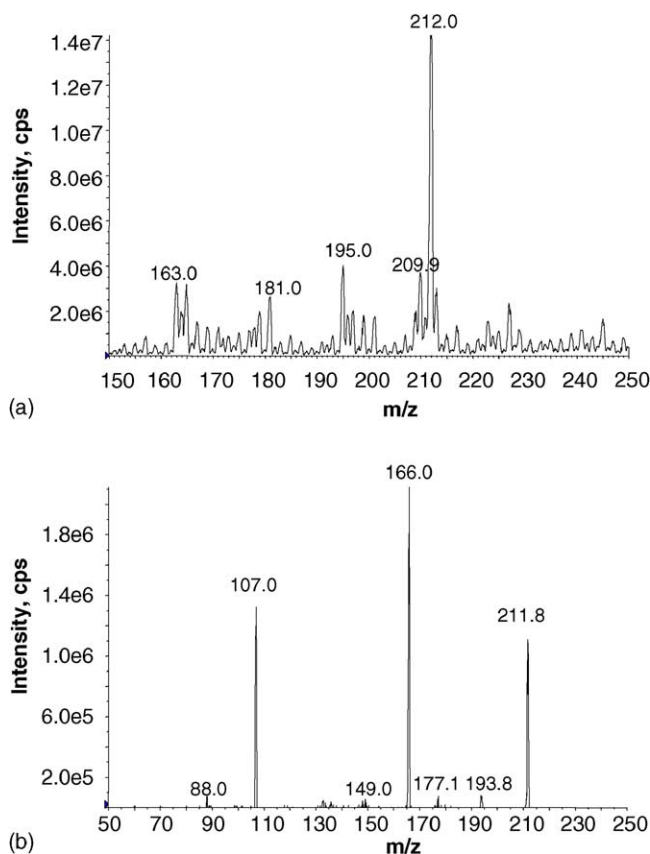 212.0
1.4e7
1.2e7
1.0e7
Intensity, cps
8.0e6
6.0e6
4.0e6
2.0e6
163.0
181.0
195.0
209.9
150 160 170 180 190 200 210 220 230 240 250
m/z
(a)
166.0
1.8e6
1.4e6
Intensity, cps
1.0e6
6.0e5
2.0e5
107.0
211.8
88.0
149.0
177.1
193.8
50 70 90 110 130 150 170 190 210 230 250
m/z
(b)